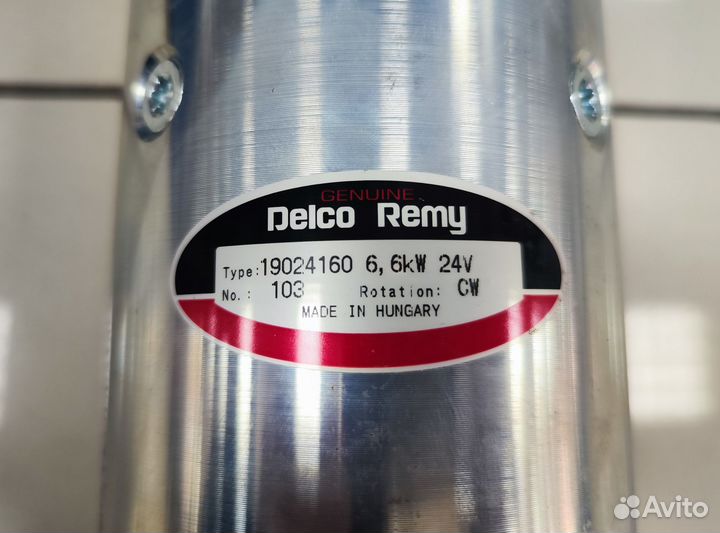 GENUINE
Delco Remy
Type: 19024160 6,6kW 24V
No.: 103 Rotation: CW
MADE IN HUNGARY
Avito